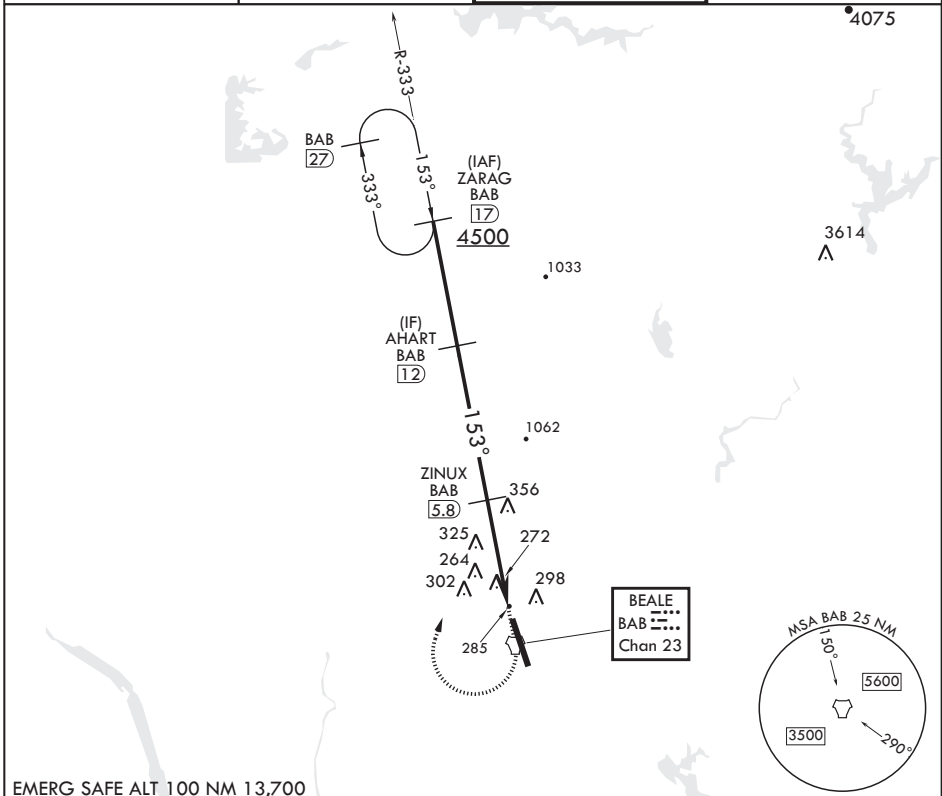 4075
R-333
BAB
27
333°
153°
(IAF)
ZARAG
BAB
17
4500
3614
1033
(IF)
AHART
BAB
12
153°
1062
ZINUX
BAB
5.8
356
325
272
264
302
298
285
BEALE
BAB
Chan 23
MSA BAB 25 NM
150°
5600
3500
290°
EMERG SAFE ALT 100 NM 13,700